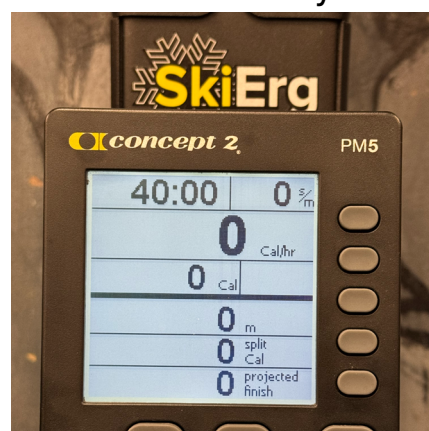 SkiErg
concept 2.
PM5
40:00 0 s/m
0 Cal/hr
0 Cal
0 m
0 split Cal
0 projected finish